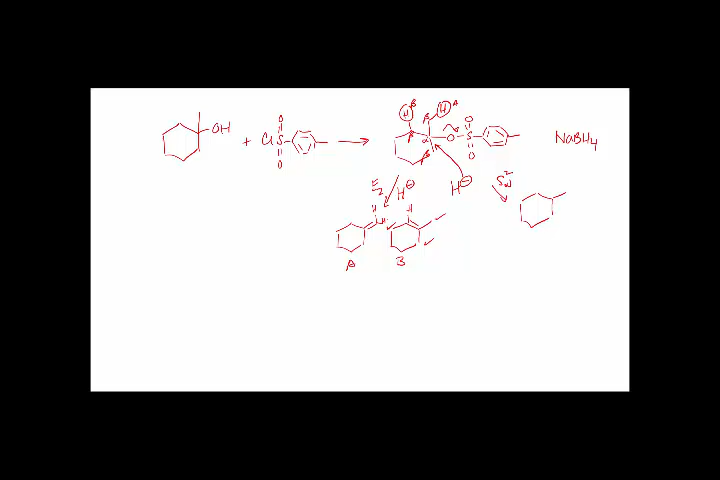 OH + Cl S O O
H β H A
β β α β O S O O
NaBH4
E2 H⊖ H⊖ SN2
H H H
A B